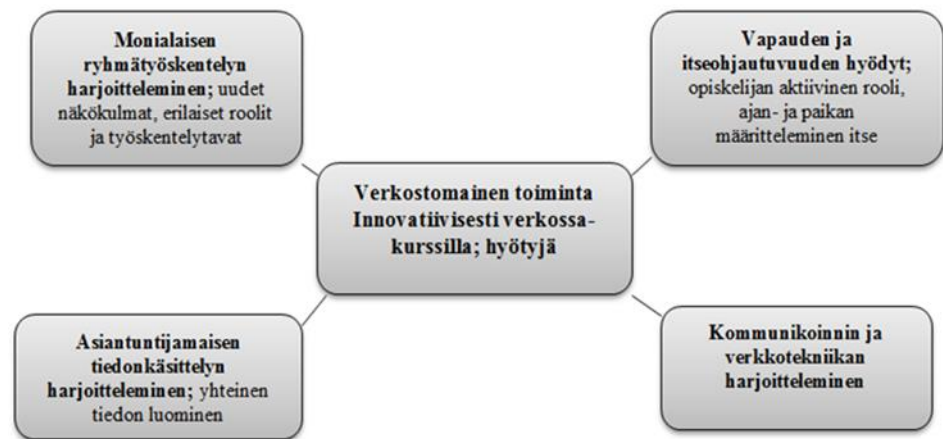 Monialaisen
ryhmätyöskentelyn
harjoitteleminen; uudet
näkökulmat, erilaiset roolit
ja työskentelytavat
Vapauden ja
itseohjautuvuuden hyödyt;
opiskelijan aktiivinen rooli,
ajan- ja paikan
määritteleminen itse
Verkostomainen toiminta
Innovatiivisesti verkossa-
kurssilla; hyötyjä
Asiantuntijamaisen
tiedonkäsittelyn
harjoitteleminen; yhteinen
tiedon luominen
Kommunikoinnin ja
verkkotekniikan
harjoitteleminen